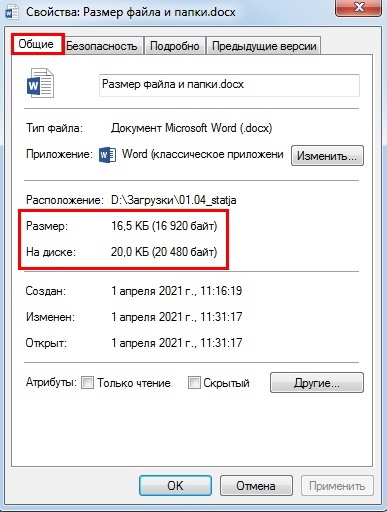 Свойства: Размер файла и папки.docx
Общие Безопасность Подробно Предыдущие версии
Размер файла и папки.docx
Тип файла: Документ Microsoft Word (.docx)
Приложение: Word (классическое приложени Изменить...
Расположение: D:\Загрузки\01.04_statja
Размер: 16,5 КБ (16 920 байт)
На диске: 20,0 КБ (20 480 байт)
Создан: 1 апреля 2021 г., 11:16:19
Изменен: 1 апреля 2021 г., 11:31:17
Открыт: 1 апреля 2021 г., 11:31:17
Атрибуты: Только чтение Скрытый Другие...
OK Отмена Применить